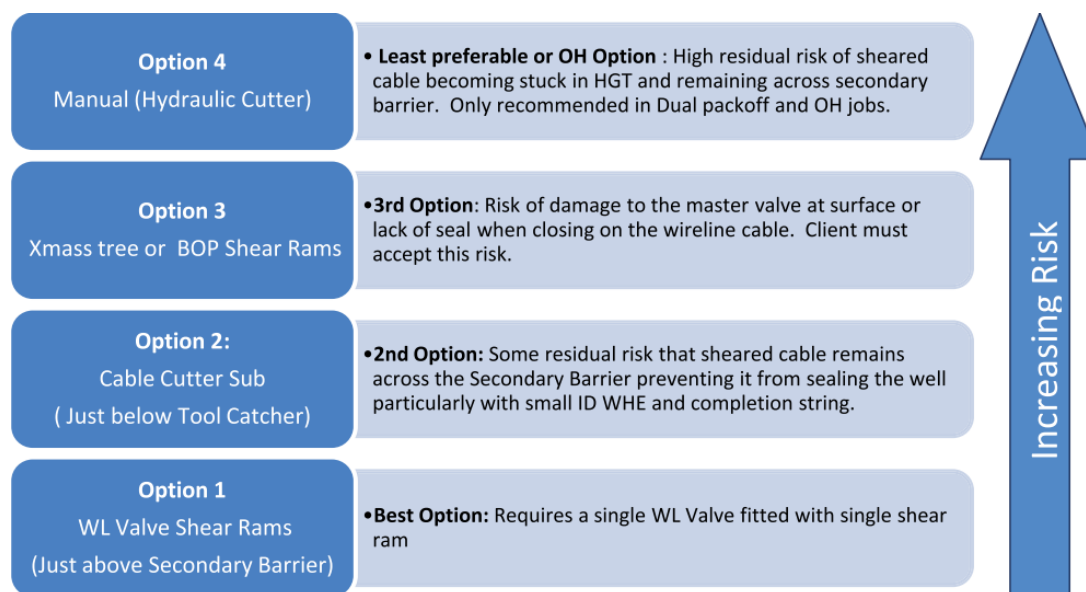 Option 4
Manual (Hydraulic Cutter)
• Least preferable or OH Option : High residual risk of sheared
cable becoming stuck in HGT and remaining across secondary
barrier. Only recommended in Dual packoff and OH jobs.
Option 3
Xmass tree or BOP Shear Rams
•3rd Option: Risk of damage to the master valve at surface or
lack of seal when closing on the wireline cable. Client must
accept this risk.
Option 2:
Cable Cutter Sub
( Just below Tool Catcher)
•2nd Option: Some residual risk that sheared cable remains
across the Secondary Barrier preventing it from sealing the well
particularly with small ID WHE and completion string.
Option 1
WL Valve Shear Rams
(Just above Secondary Barrier)
•Best Option: Requires a single WL Valve fitted with single shear
ram
Increasing Risk